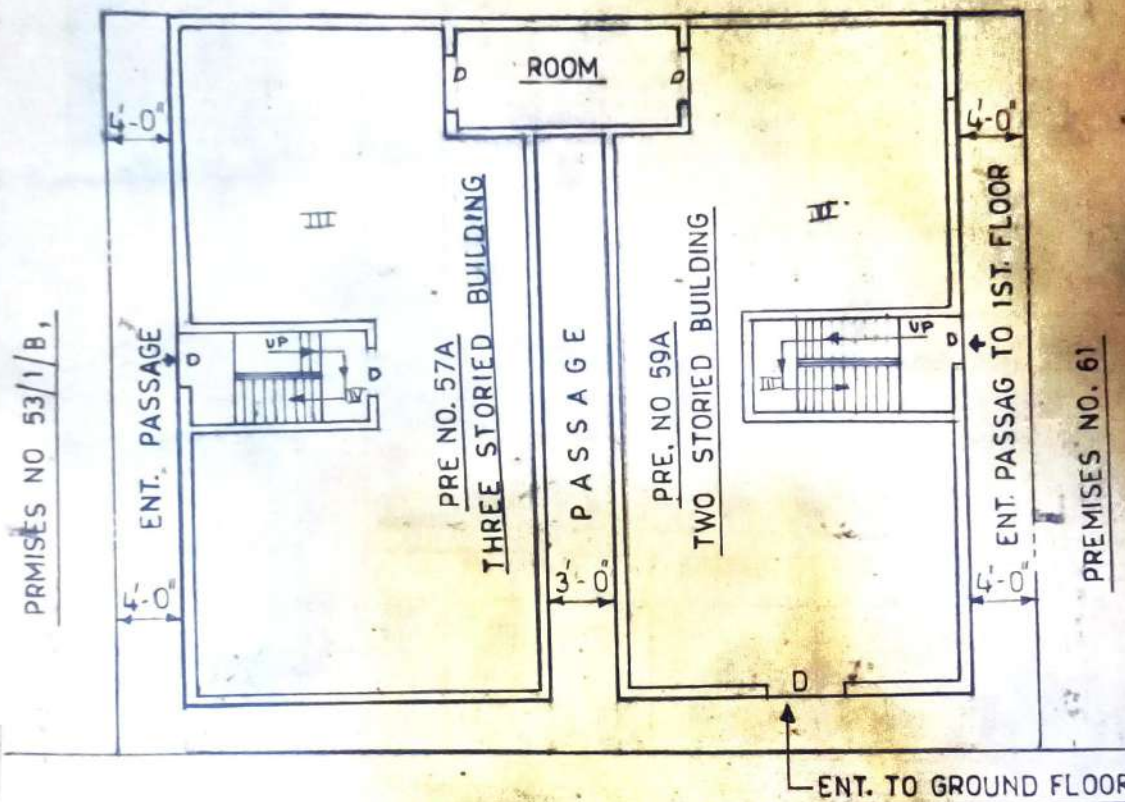 ROOM
D
D
4'-0"
4'-0"
III
III
PRMISES NO 53/1/B,
ENT. PASSAGE
D
UP
D
PRE NO. 57A
THREE STORIED BUILDING
PASSAGE
PRE. NO 59A
TWO STORIED BUILDING
UP
D
ENT. PASSAG TO 1ST. FLOOR
PREMISES NO. 61
4'-0"
3'-0"
4'-0"
D
ENT. TO GROUND FLOOR